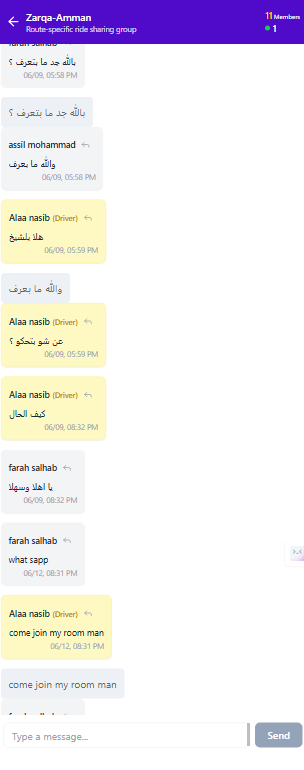 Zarqa-Amman
Route-specific ride sharing group
11 Members
1
farah salhab
بالله جد ما بتعرف ؟
06/09, 05:58 PM
بالله جد ما بتعرف ؟
assil mohammad
والله ما بعرف
06/09, 05:58 PM
Alaa nasib (Driver)
هلا بلشيخ
06/09, 05:59 PM
والله ما بعرف
Alaa nasib (Driver)
عن شو بتحكو ؟
06/09, 05:59 PM
Alaa nasib (Driver)
كيف الحال
06/09, 08:32 PM
farah salhab
يا اهلا وسهلا
06/09, 08:32 PM
farah salhab
what sapp
06/12, 08:31 PM
Alaa nasib (Driver)
come join my room man
06/12, 08:31 PM
come join my room man
Type a message...
Send